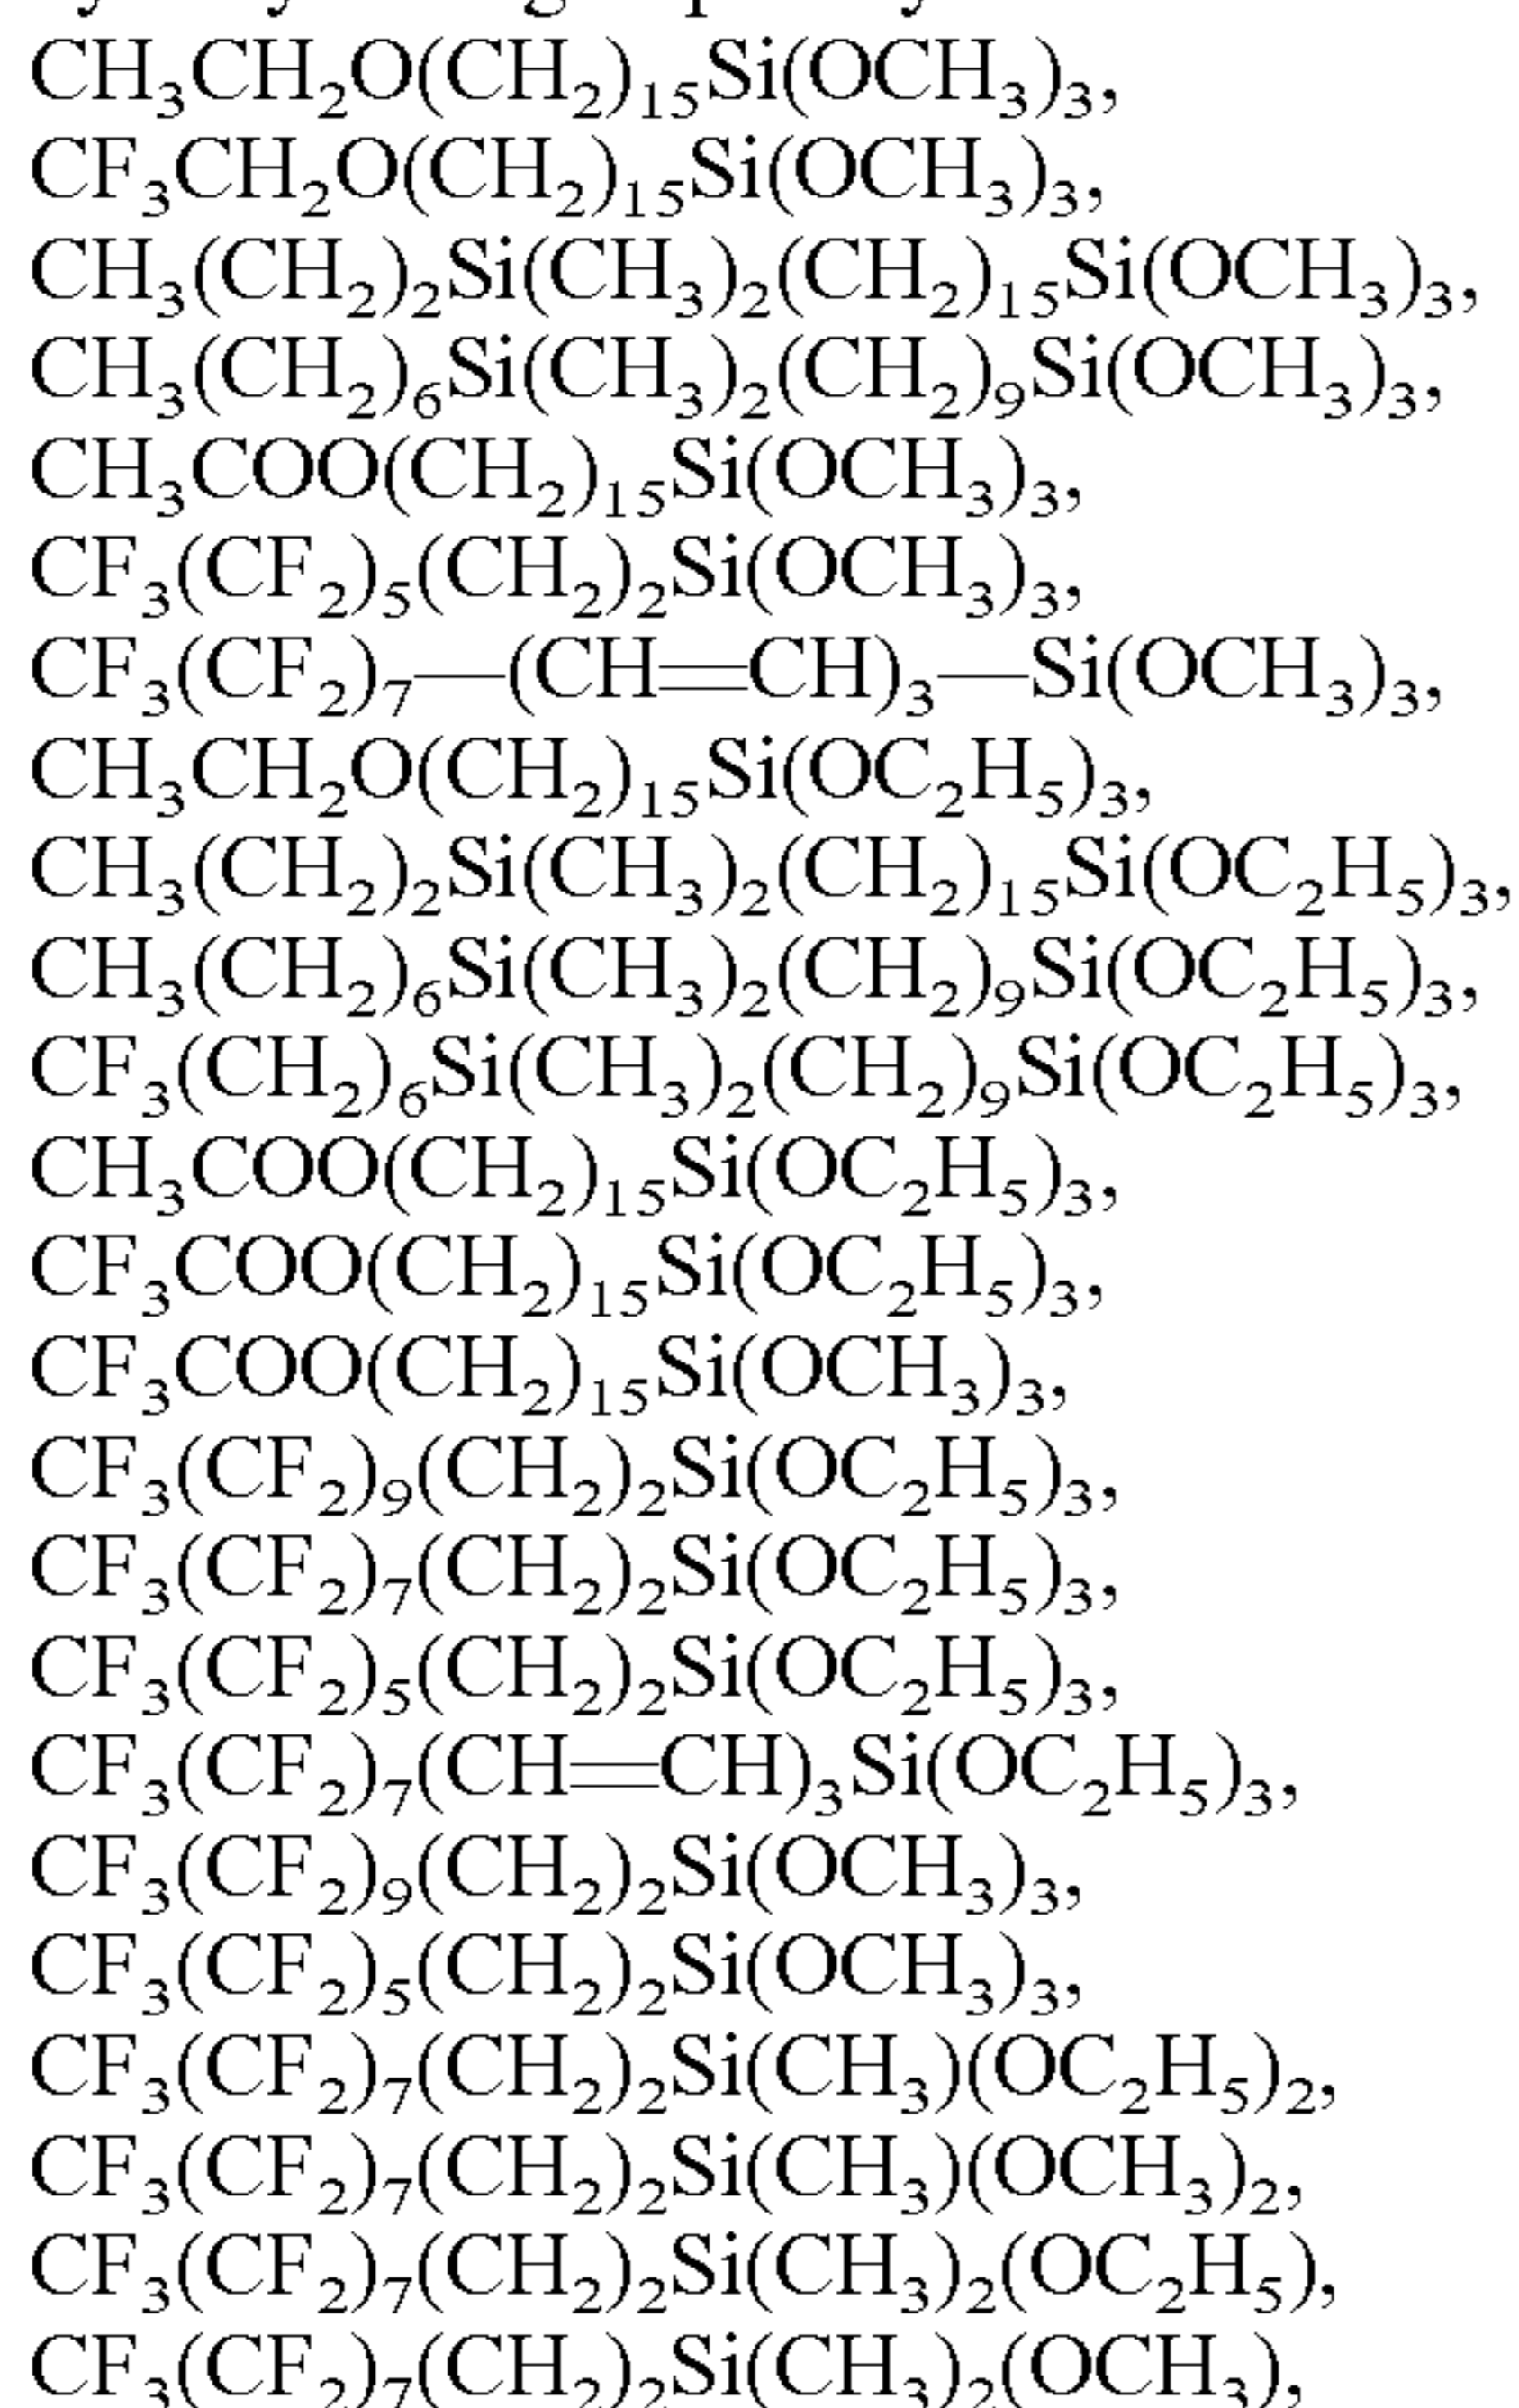 CH₃CH₂O(CH₂)₁₅Si(OCH₃)₃,
CF₃CH₂O(CH₂)₁₅Si(OCH₃)₃,
CH₃(CH₂)₂Si(CH₃)₂(CH₂)₁₅Si(OCH₃)₃,
CH₃(CH₂)₆Si(CH₃)₂(CH₂)₉Si(OCH₃)₃,
CH₃COO(CH₂)₁₅Si(OCH₃)₃,
CF₃(CF₂)₅(CH₂)₂Si(OCH₃)₃,
CF₃(CF₂)₇—(CH=CH)₃—Si(OCH₃)₃,
CH₃CH₂O(CH₂)₁₅Si(OC₂H₅)₃,
CH₃(CH₂)₂Si(CH₃)₂(CH₂)₁₅Si(OC₂H₅)₃,
CH₃(CH₂)₆Si(CH₃)₂(CH₂)₉Si(OC₂H₅)₃,
CF₃(CH₂)₆Si(CH₃)₂(CH₂)₉Si(OC₂H₅)₃,
CH₃COO(CH₂)₁₅Si(OC₂H₅)₃,
CF₃COO(CH₂)₁₅Si(OC₂H₅)₃,
CF₃COO(CH₂)₁₅Si(OCH₃)₃,
CF₃(CF₂)₉(CH₂)₂Si(OC₂H₅)₃,
CF₃(CF₂)₇(CH₂)₂Si(OC₂H₅)₃,
CF₃(CF₂)₅(CH₂)₂Si(OC₂H₅)₃,
CF₃(CF₂)₇(CH=CH)₃Si(OC₂H₅)₃,
CF₃(CF₂)₉(CH₂)₂Si(OCH₃)₃,
CF₃(CF₂)₅(CH₂)₂Si(OCH₃)₃,
CF₃(CF₂)₇(CH₂)₂Si(CH₃)(OC₂H₅)₂,
CF₃(CF₂)₇(CH₂)₂Si(CH₃)(OCH₃)₂,
CF₃(CF₂)₇(CH₂)₂Si(CH₃)₂(OC₂H₅),
CF₃(CF₂)₇(CH₂)₂Si(CH₃)₂(OCH₃),